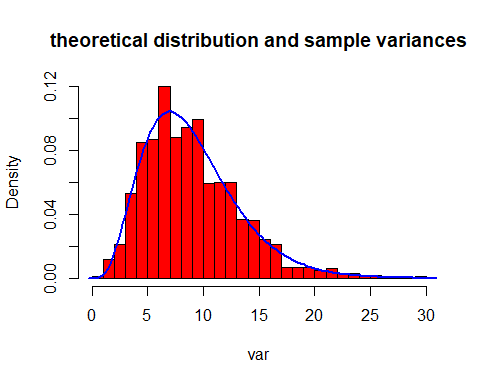 theoretical distribution and sample variances
Density
0.12
0.08
0.04
0.00
0 5 10 15 20 25 30
var